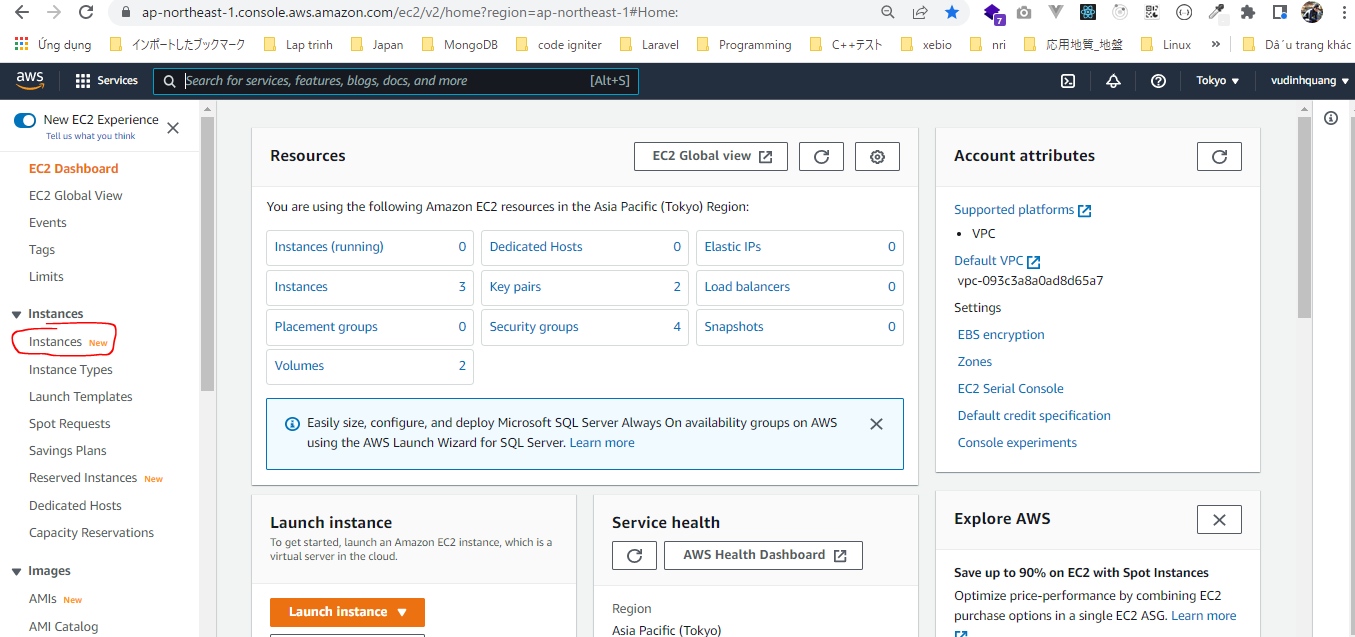 ap-northeast-1.console.aws.amazon.com/ec2/v2/home?region=ap-northeast-1#Home:
7
Ứng dụng
インポートしたブックマーク
Lap trinh
Japan
MongoDB
code igniter
Laravel
Programming
C++テスト
xebio
nri
応用地質_地盤
Linux
»
Dấu trang khác
aws
Services
Search for services, features, blogs, docs, and more
[Alt+S]
Tokyo ▼
vudinhquang ▼
New EC2 Experience
Tell us what you think
EC2 Dashboard
EC2 Global View
Events
Tags
Limits
Instances
Instances New
Instance Types
Launch Templates
Spot Requests
Savings Plans
Reserved Instances New
Dedicated Hosts
Capacity Reservations
Images
AMIs New
AMI Catalog
Resources
EC2 Global view
You are using the following Amazon EC2 resources in the Asia Pacific (Tokyo) Region:
Instances (running) 0
Dedicated Hosts 0
Elastic IPs 0
Instances 3
Key pairs 2
Load balancers 0
Placement groups 0
Security groups 4
Snapshots 0
Volumes 2
Easily size, configure, and deploy Microsoft SQL Server Always On availability groups on AWS
using the AWS Launch Wizard for SQL Server. Learn more
Launch instance
To get started, launch an Amazon EC2 instance, which is a
virtual server in the cloud.
Launch instance ▼
Service health
AWS Health Dashboard
Region
Asia Pacific (Tokyo)
Account attributes
Supported platforms
• VPC
Default VPC
vpc-093c3a8a0ad8d65a7
Settings
EBS encryption
Zones
EC2 Serial Console
Default credit specification
Console experiments
Explore AWS
Save up to 90% on EC2 with Spot Instances
Optimize price-performance by combining EC2
purchase options in a single EC2 ASG. Learn more